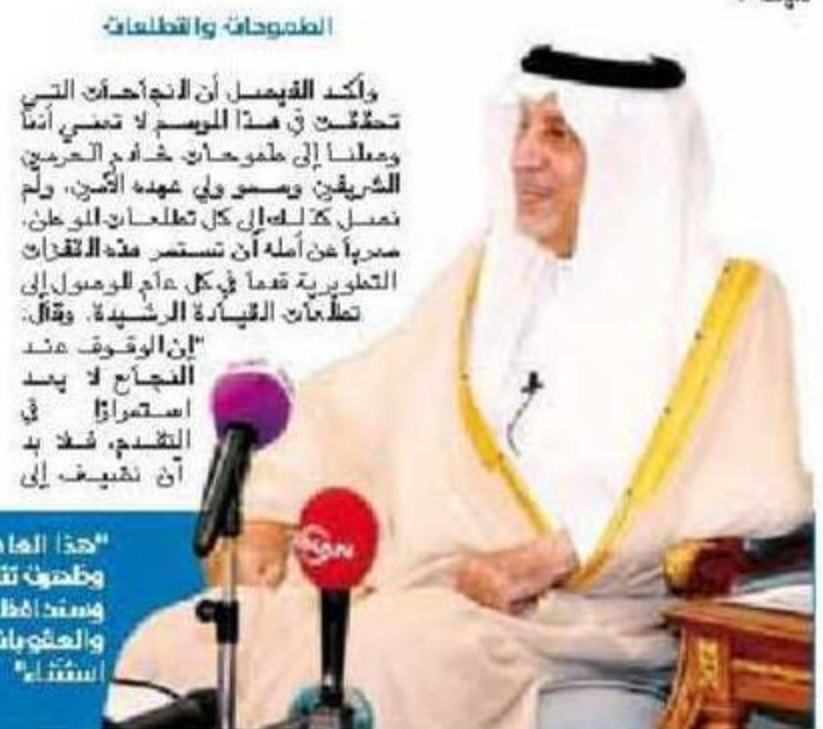 الطموحات والتطلعات
وأكد الفيصل أن النجاحات التي
تحققت في هذا الموسم لا تعني أننا
وصلنا إلى طموحات خادم الحرمين
الشريفين وسمو ولي عهده الأمين، ولم
نصل كذلك إلى كل تطلعات المواطن،
معرباً عن أمله أن تستمر هذه القفزات
التطويرية قدماً في كل عام للوصول إلى
تطلعات القيادة الرشيدة. وقال:
"إن الوقوف عند
النجاح لا يعد
استمراراً في
التقدم، فلا بد
أن نضيف إلى
"هذا العا
وظهرت
وسنحافظ
والعقوبات
استثناء"